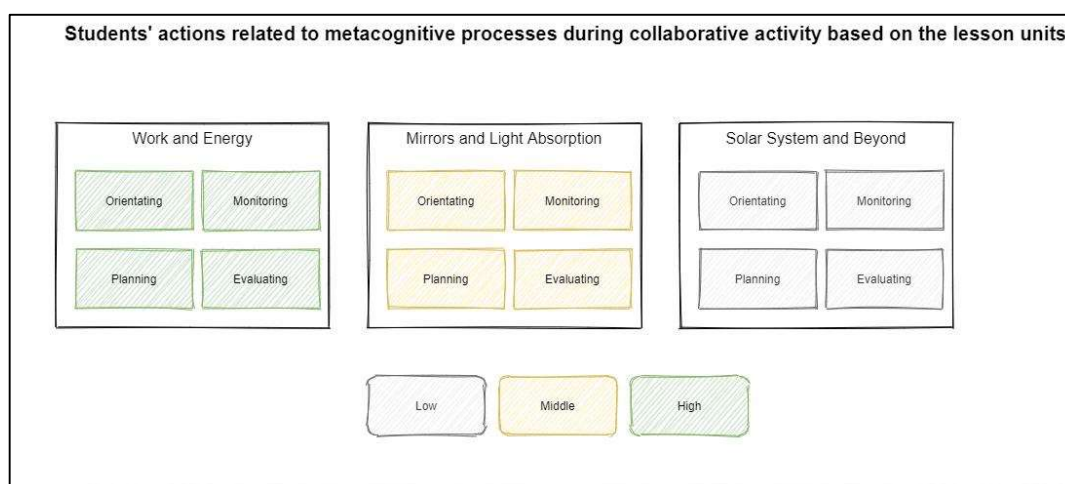 Students' actions related to metacognitive processes during collaborative activity based on the lesson units
Work and Energy
Orientating
Monitoring
Planning
Evaluating
Mirrors and Light Absorption
Orientating
Monitoring
Planning
Evaluating
Solar System and Beyond
Orientating
Monitoring
Planning
Evaluating
Low
Middle
High